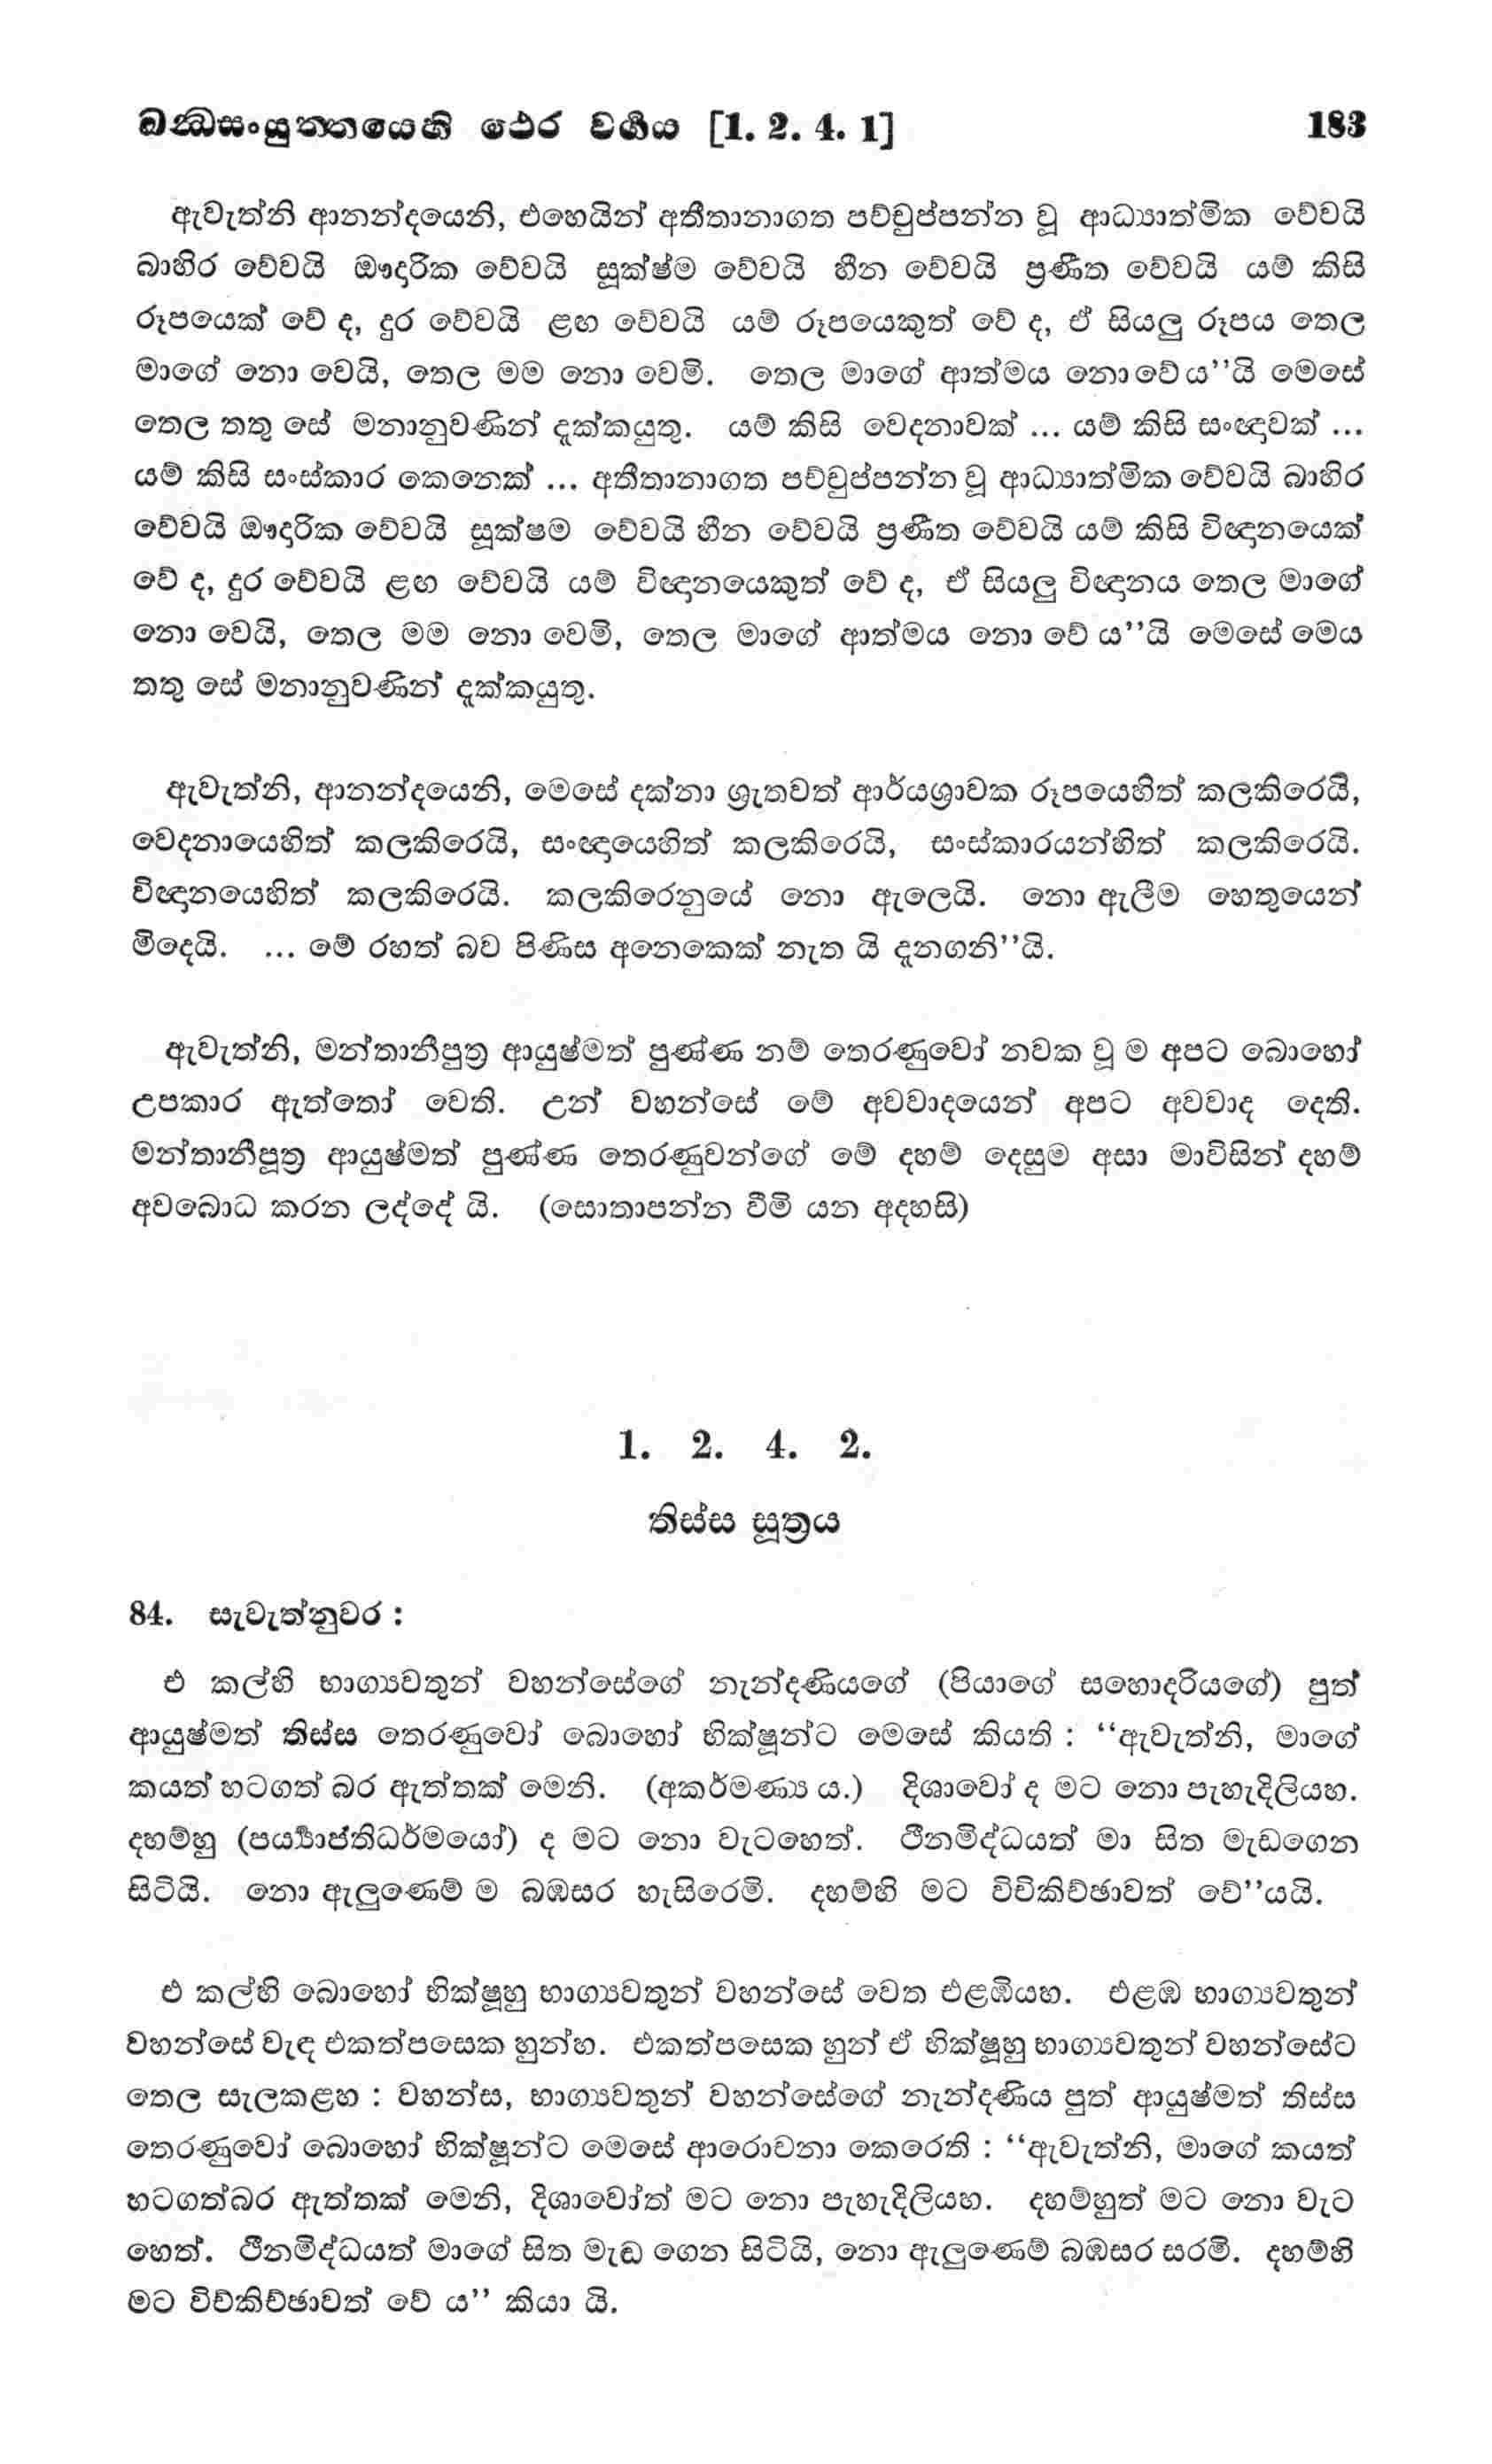 ඛන්‍ධසංයුත්තයෙහි ථෙර වර්‍ගය [1. 2. 4. 1] 183
ඇවැත්නි ආනන්දයෙනි, එහෙයින් අතීතානාගත පච්චුප්පන්න වූ ආධ්‍යාත්මික වේවයි
බාහිර වේවයි ඖදරික වේවයි සූක්ෂ්ම වේවයි හීන වේවයි ප්‍රණීත වේවයි යම් කිසි
රූපයෙක් වේ ද, දුර වේවයි ළඟ වේවයි යම් රූපයෙකුත් වේ ද, ඒ සියලු රූපය තෙල
මාගේ නො වෙයි, තෙල මම නො වෙමි. තෙල මාගේ ආත්මය නොවේ ය’’යි මෙසේ
තෙල තතු සේ මනානුවණින් දැක්කයුතු. යම් කිසි වෙදනාවක් ... යම් කිසි සංඥාවක් ...
යම් කිසි සංස්කාර කෙනෙක් ... අතීතානාගත පච්චුප්පන්න වූ ආධ්‍යාත්මික වේවයි බාහිර
වේවයි ඖදරික වේවයි සූක්ෂම වේවයි හීන වේවයි ප්‍රණීත වේවයි යම් කිසි විඥානයෙක්
වේ ද, දුර වේවයි ළඟ වේවයි යම් විඥානයෙකුත් වේ ද, ඒ සියලු විඥානය තෙල මාගේ
නො වෙයි, තෙල මම නො වෙමි, තෙල මාගේ ආත්මය නො වේ ය’’යි මෙසේ මෙය
තතු සේ මනානුවණින් දැක්කයුතු.
ඇවැත්නි, ආනන්දයෙනි, මෙසේ දක්නා ශ්‍රැතවත් ආර්යශ්‍රාවක රූපයෙහිත් කලකිරෙයි,
වෙදනායෙහිත් කලකිරෙයි, සංඥායෙහිත් කලකිරෙයි, සංස්කාරයන්හිත් කලකිරෙයි.
විඥානයෙහිත් කලකිරෙයි. කලකිරෙනුයේ නො ඇලෙයි. නො ඇලීම හෙතුයෙන්
මිදෙයි. ... මේ රහත් බව පිණිස අනෙකෙක් නැත යි දැනගනි’’යි.
ඇවැත්නි, මන්තානීපුත්‍ර ආයුෂ්මත් පුණ්ණ නම් තෙරණුවෝ නවක වූ ම අපට බොහෝ
උපකාර ඇත්තෝ වෙති. උන් වහන්සේ මේ අවවාදයෙන් අපට අවවාද දෙති.
මන්තානීපුත්‍ර ආයුෂ්මත් පුණ්ණ තෙරණුවන්ගේ මේ දහම් දෙසුම අසා මාවිසින් දහම්
අවබොධ කරන ලද්දේ යි. (සොතාපන්න වීමි යන අදහසි)
1. 2. 4. 2.
තිස්ස සූත්‍රය
84. සැවැත්නුවර :
එ කල්හි භාග්‍යවතුන් වහන්සේගේ නැන්දණියගේ (පියාගේ සහොදරියගේ) පුත්
ආයුෂ්මත් තිස්ස තෙරණුවෝ බොහෝ භික්ෂූන්ට මෙසේ කියති : ‘‘ඇවැත්නි, මාගේ
කයත් හටගත් බර ඇත්තක් මෙනි. (අකර්මණ්‍ය ය.) දිශාවෝ ද මට නො පැහැදිලියහ.
දහම්හු (පර්‍ය්‍යාප්තිධර්මයෝ) ද මට නො වැටහෙත්. ථීනමිද්ධයත් මා සිත මැඩගෙන
සිටියි. නො ඇලුණෙම් ම බඹසර හැසිරෙමි. දහම්හි මට විචිකිච්ඡාවත් වේ’’යයි.
එ කල්හි බොහෝ භික්ෂූහු භාග්‍යවතුන් වහන්සේ වෙත එළඹියහ. එළඹ භාග්‍යවතුන්
වහන්සේ වැඳ එකත්පසෙක හුන්හ. එකත්පසෙක හුන් ඒ භික්ෂූහු භාග්‍යවතුන් වහන්සේට
තෙල සැලකළහ : වහන්ස, භාග්‍යවතුන් වහන්සේගේ නැන්දණිය පුත් ආයුෂ්මත් තිස්ස
තෙරණුවෝ බොහෝ භික්ෂූන්ට මෙසේ ආරොචනා කෙරෙති : ‘‘ඇවැත්නි, මාගේ කයත්
හටගත්බර ඇත්තක් මෙනි, දිශාවෝත් මට නො පැහැදිලියහ. දහම්හුත් මට නො වැට
හෙත්. ථීනමිද්ධයත් මාගේ සිත මැඬ ගෙන සිටියි, නො ඇලුණෙම් බඹසර සරමි. දහම්හි
මට විච්කිච්ඡාවත් වේ ය’’ කියා යි.